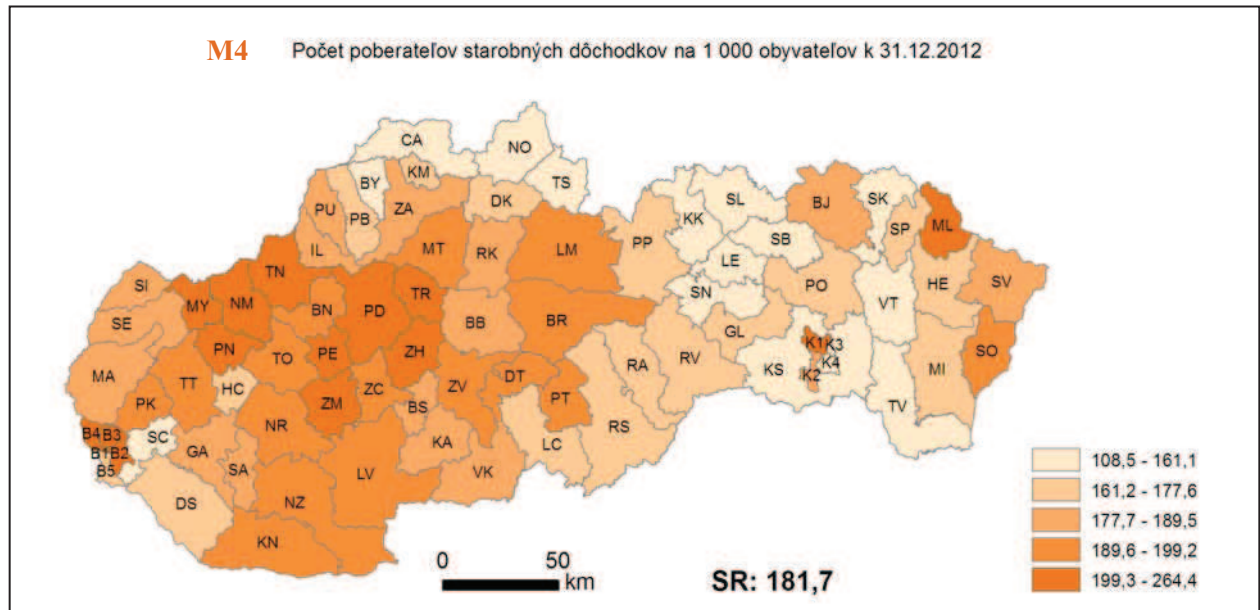 M4 Počet poberateľov starobných dôchodkov na 1 000 obyvateľov k 31.12.2012
CA NO
BY KM TS
PU PB ZA DK KK SL BJ SK SP ML
IL MT RK LM PP SB
TN LE PO HE SV
SI MY NM BN PD TR SN VT
SE BB BR GL
PN TO PE ZH RA RV K1 K3 SO
MA TT HC ZC ZV DT KS K4 MI
PK ZM BS PT K2
B4 B3 SC NR KA LC RS TV
B1 B2 GA
B5 SA LV VK
DS NZ
KN
108,5 - 161,1
161,2 - 177,6
177,7 - 189,5
189,6 - 199,2
199,3 - 264,4
0 50
km
SR: 181,7